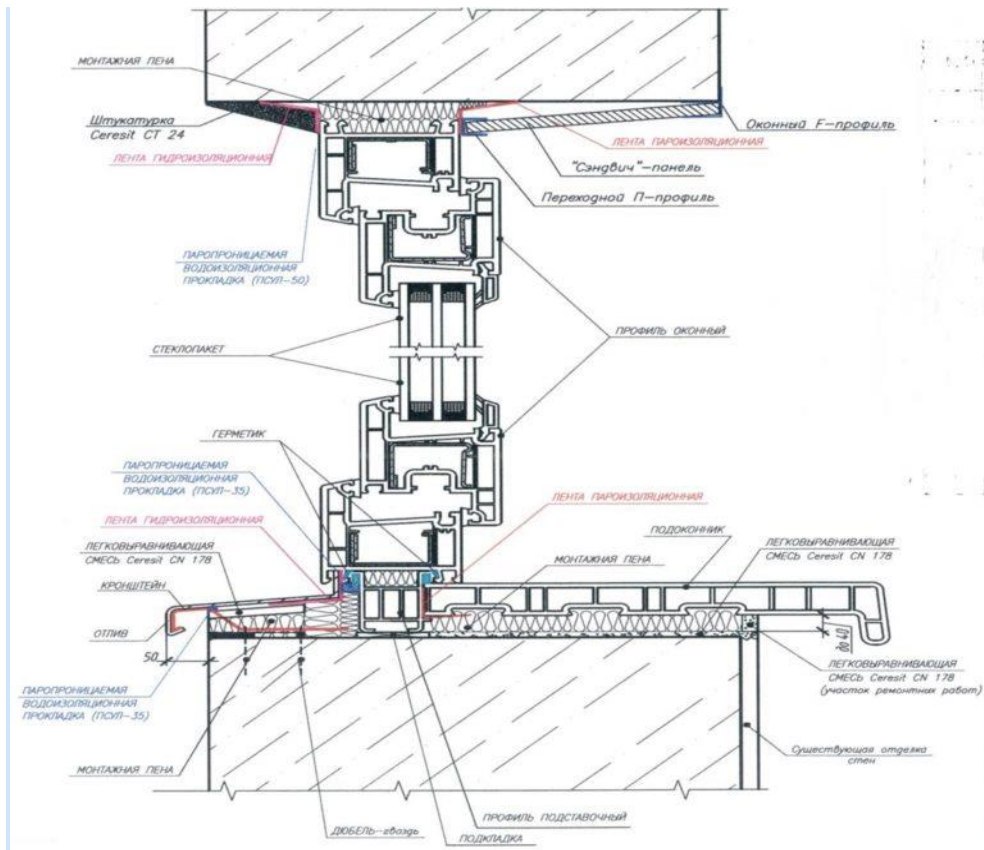 МОНТАЖНАЯ ПЕНА
Штукатурка
Ceresit CT 24
ЛЕНТА ГИДРОИЗОЛЯЦИОННАЯ
Оконный F-профиль
ЛЕНТА ПАРОИЗОЛЯЦИОННАЯ
"Сэндвич"-панель
Переходной П-профиль
ПАРОПРОНИЦАЕМАЯ
ВОДОИЗОЛЯЦИОННАЯ
ПРОКЛАДКА (ПСУЛ-50)
ПРОФИЛЬ ОКОННЫЙ
СТЕКЛОПАКЕТ
ГЕРМЕТИК
ПАРОПРОНИЦАЕМАЯ
ВОДОИЗОЛЯЦИОННАЯ
ПРОКЛАДКА (ПСУЛ-35)
ЛЕНТА ПАРОИЗОЛЯЦИОННАЯ
ЛЕНТА ГИДРОИЗОЛЯЦИОННАЯ
ПОДОКОННИК
ЛЕГКОВЫРАВНИВАЮЩАЯ
СМЕСЬ Ceresit CN 178
ЛЕГКОВЫРАВНИВАЮЩАЯ
СМЕСЬ Ceresit CN 178
МОНТАЖНАЯ ПЕНА
КРОНШТЕЙН
ОТЛИВ
50
до 40
ЛЕГКОВЫРАВНИВАЮЩАЯ
СМЕСЬ Ceresit CN 178
(участок ремонтных работ)
ПАРОПРОНИЦАЕМАЯ
ВОДОИЗОЛЯЦИОННАЯ
ПРОКЛАДКА (ПСУЛ-35)
Существующая отделка
стен
МОНТАЖНАЯ ПЕНА
ПРОФИЛЬ ПОДСТАВОЧНЫЙ
ДЮБЕЛЬ-гвоздь
ПОДКЛАДКА